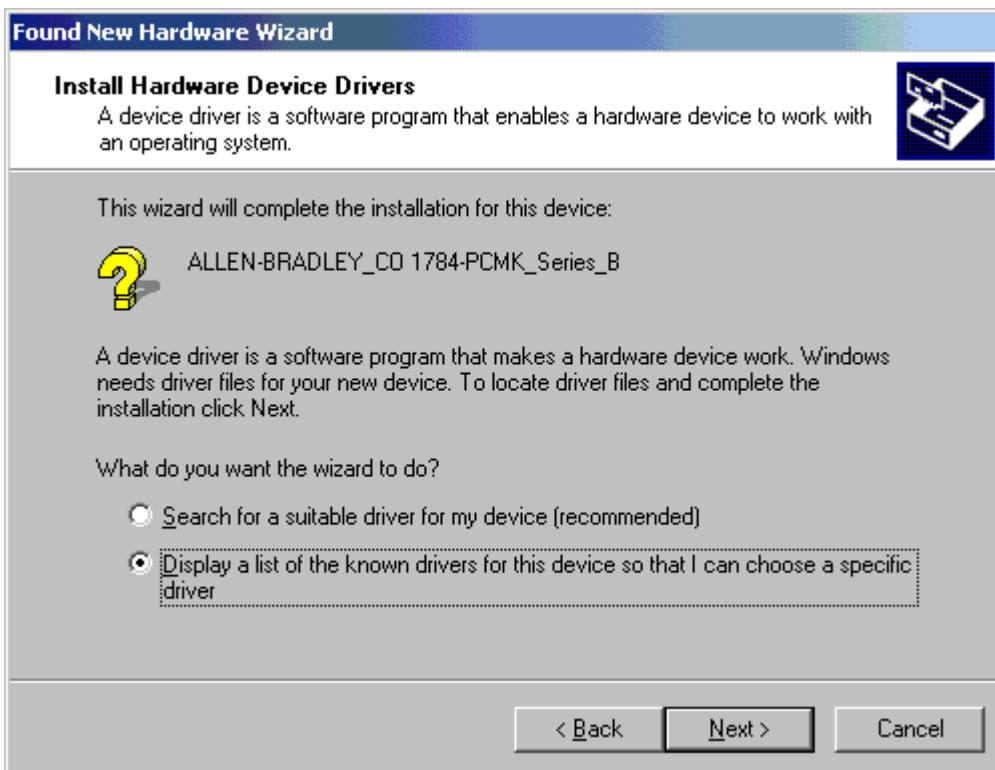 Found New Hardware Wizard
Install Hardware Device Drivers
A device driver is a software program that enables a hardware device to work with
an operating system.
This wizard will complete the installation for this device:
ALLEN-BRADLEY_CO 1784-PCMK_Series_B
A device driver is a software program that makes a hardware device work. Windows
needs driver files for your new device. To locate driver files and complete the
installation click Next.
What do you want the wizard to do?
Search for a suitable driver for my device (recommended)
Display a list of the known drivers for this device so that I can choose a specific
driver
< Back Next > Cancel